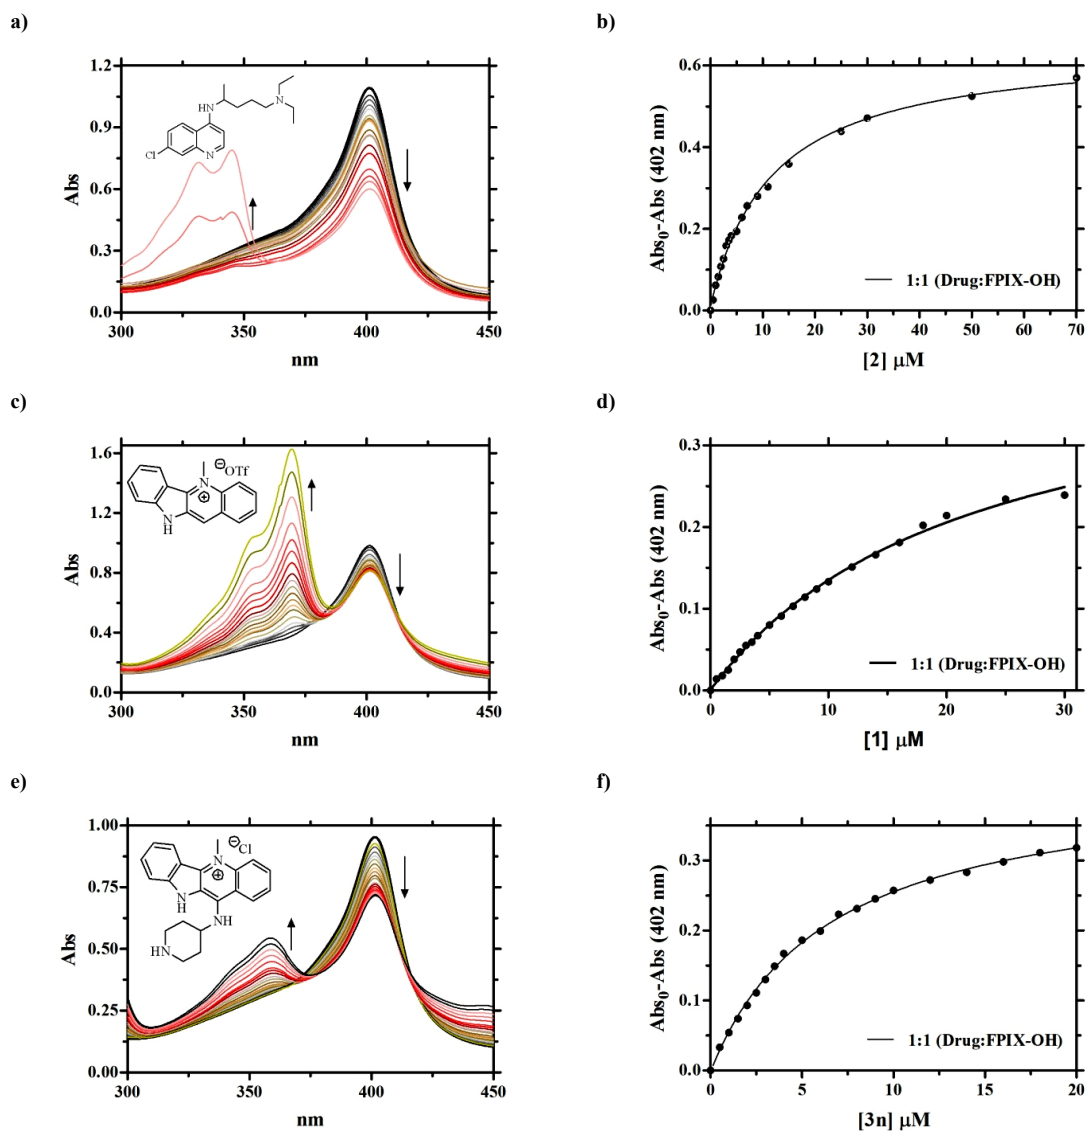 a)
1.2
0.9
0.6
0.3
0.0
Abs
HN
N
Cl
N
300
350
400
450
nm
b)
0.6
0.4
0.2
0.0
Abs₀-Abs (402 nm)
1:1 (Drug:FPIX-OH)
0
10
20
30
40
50
60
70
[2] µM
c)
1.6
1.2
0.8
0.4
0.0
Abs
N
⊕
⊖OTf
N
H
300
350
400
450
nm
d)
0.3
0.2
0.1
0.0
Abs₀-Abs (402 nm)
1:1 (Drug:FPIX-OH)
0
10
20
30
[1] µM
e)
1.00
0.75
0.50
0.25
0.00
Abs
N
⊕
⊖Cl
N
H
NH
HN
300
350
400
450
nm
f)
0.3
0.2
0.1
0.0
Abs₀-Abs (402 nm)
1:1 (Drug:FPIX-OH)
0
5
10
15
20
[3n] µM